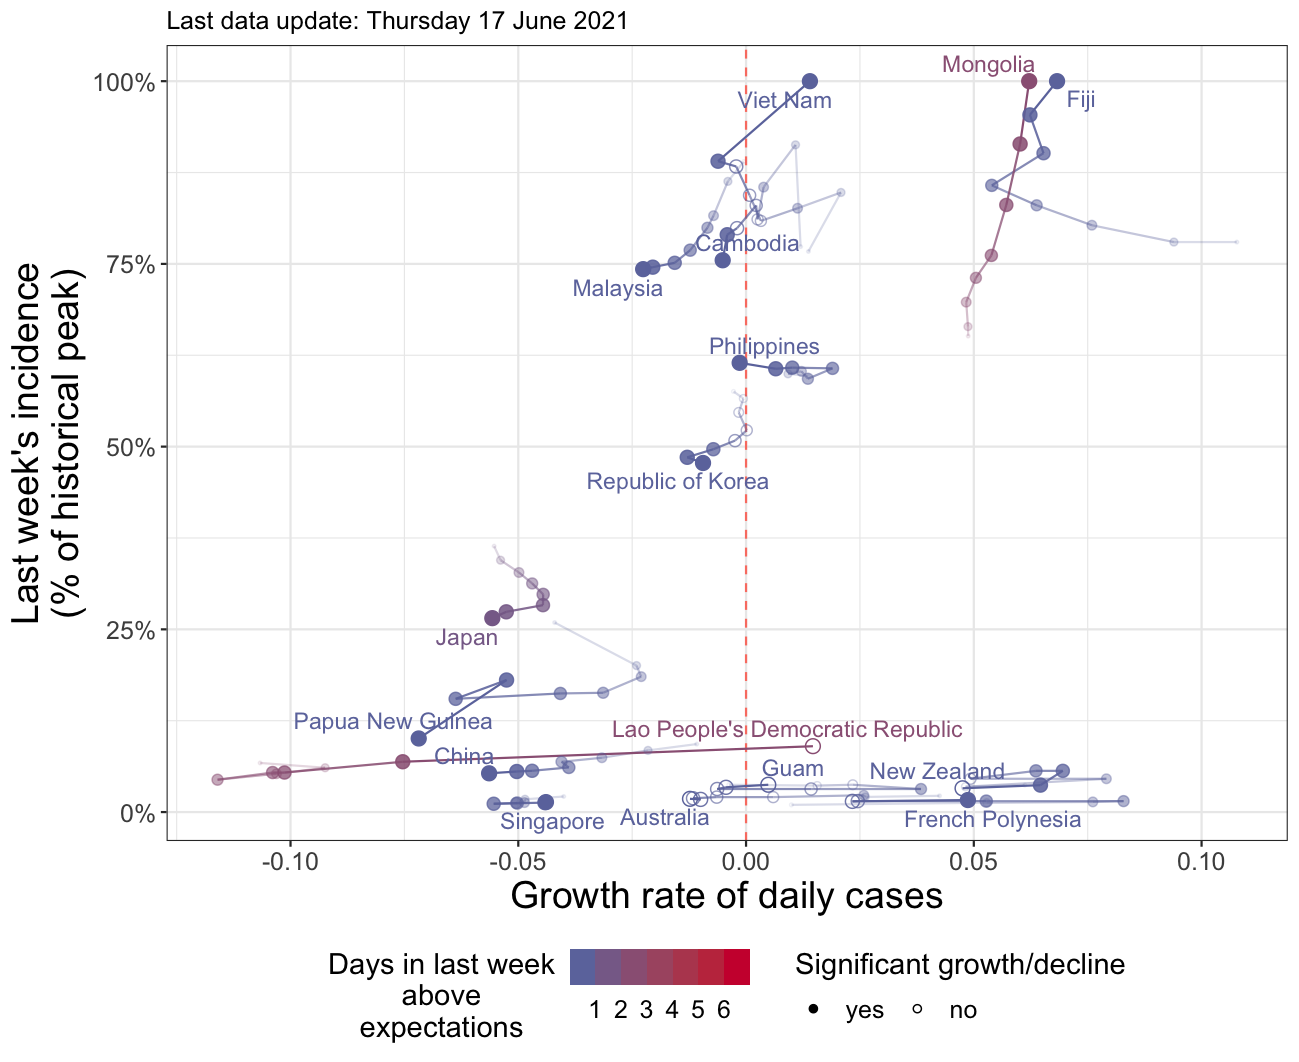 Last data update: Thursday 17 June 2021
Last week's incidence
(% of historical peak)
100%
75%
50%
25%
0%
Mongolia
Viet Nam
Fiji
Cambodia
Malaysia
Philippines
Republic of Korea
Japan
Papua New Guinea
Lao People's Democratic Republic
China
Guam
New Zealand
Singapore
Australia
French Polynesia
-0.10
-0.05
0.00
0.05
0.10
Growth rate of daily cases
Days in last week
above
expectations
1 2 3 4 5 6
Significant growth/decline
yes
no